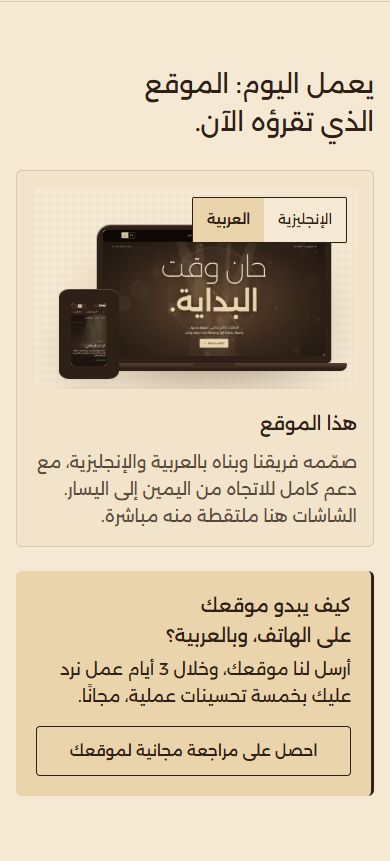 يعمل اليوم: الموقع
الذي تقرؤه الآن.
الإنجليزية
العربية
حان وقت
البداية.
هذا الموقع
صمّمه فريقنا وبناه بالعربية والإنجليزية، مع
دعم كامل للاتجاه من اليمين إلى اليسار.
الشاشات هنا ملتقطة منه مباشرة.
كيف يبدو موقعك
على الهاتف، وبالعربية؟
أرسل لنا موقعك، وخلال 3 أيام عمل نرد
عليك بخمسة تحسينات عملية، مجانًا.
احصل على مراجعة مجانية لموقعك